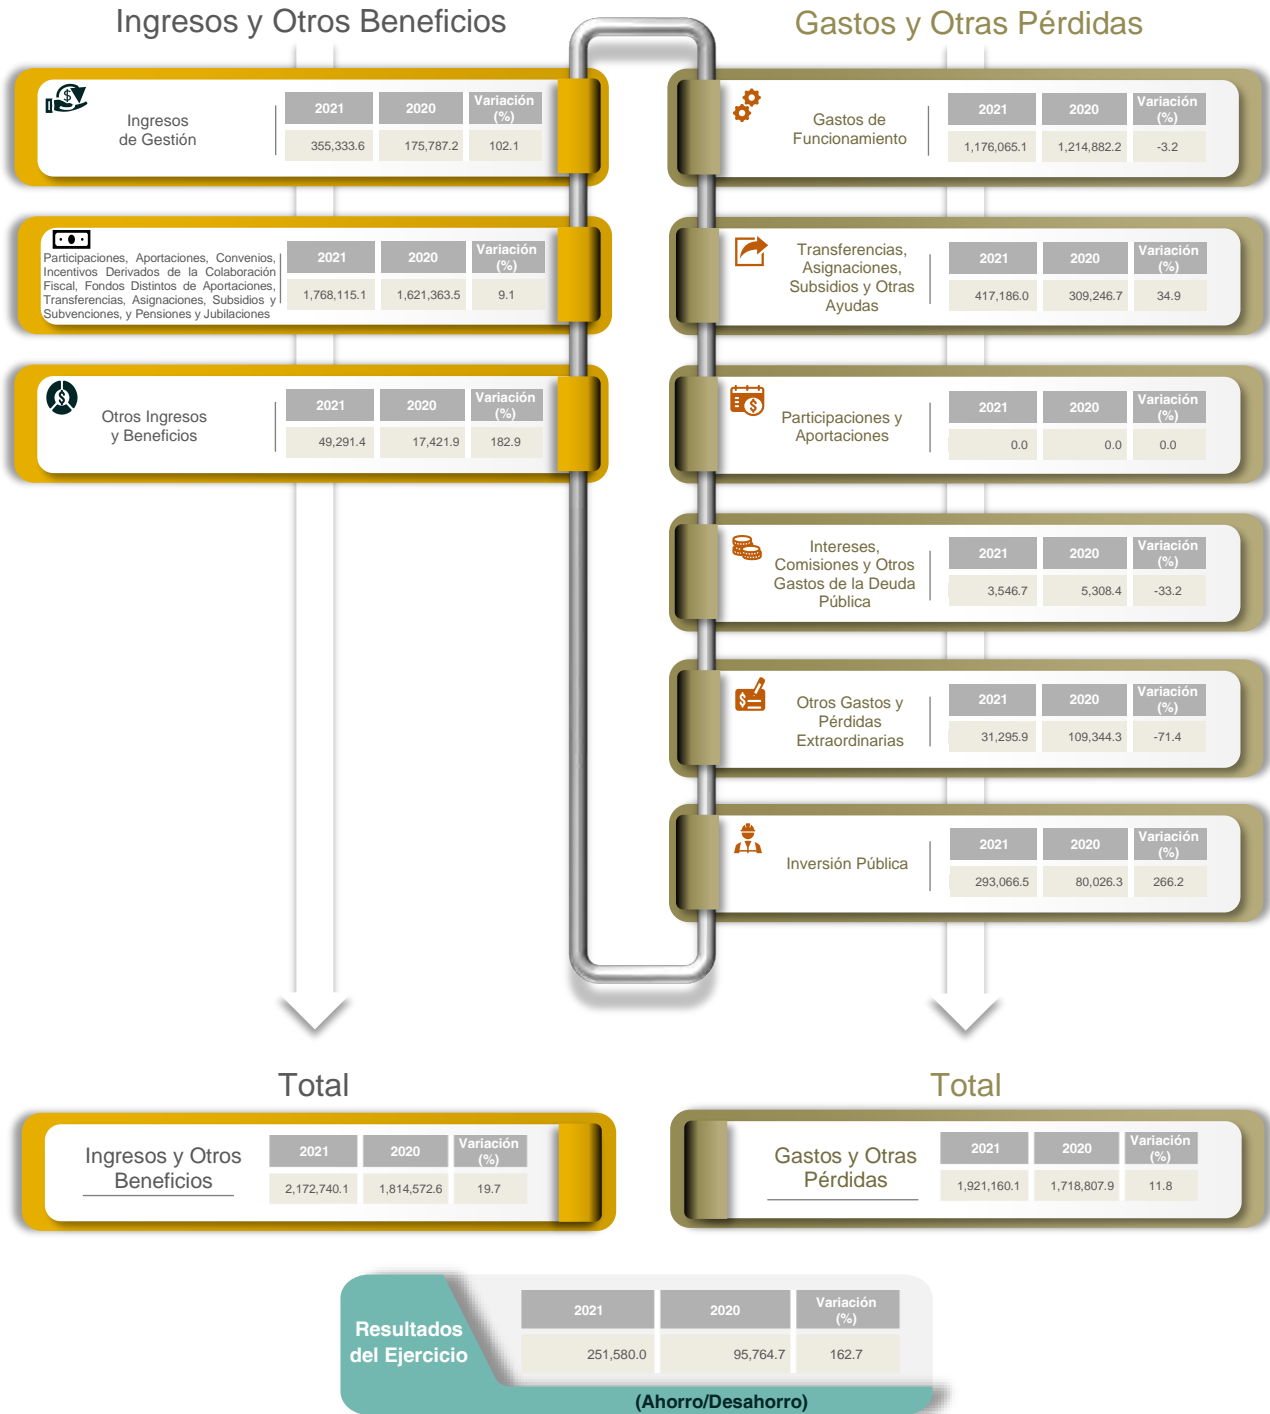 Ingresos y Otros Beneficios
2021 2020 Variación (%)
Ingresos
de Gestión
355,333.6 175,787.2 102.1
2021 2020 Variación (%)
Participaciones, Aportaciones, Convenios,
Incentivos Derivados de la Colaboración
Fiscal, Fondos Distintos de Aportaciones,
Transferencias, Asignaciones, Subsidios y
Subvenciones, y Pensiones y Jubilaciones
1,768,115.1 1,621,363.5 9.1
2021 2020 Variación (%)
Otros Ingresos
y Beneficios
49,291.4 17,421.9 182.9
Gastos y Otras Pérdidas
2021 2020 Variación (%)
Gastos de
Funcionamiento
1,176,065.1 1,214,882.2 -3.2
Transferencias,
Asignaciones,
Subsidios y Otras
Ayudas
2021 2020 Variación (%)
417,186.0 309,246.7 34.9
2021 2020 Variación (%)
Participaciones y
Aportaciones
0.0 0.0 0.0
Intereses,
Comisiones y Otros
Gastos de la Deuda
Pública
2021 2020 Variación (%)
3,546.7 5,308.4 -33.2
2021 2020 Variación (%)
Otros Gastos y
Pérdidas
Extraordinarias
31,295.9 109,344.3 -71.4
2021 2020 Variación (%)
Inversión Pública
293,066.5 80,026.3 266.2
Total
Ingresos y Otros
Beneficios
2021 2020 Variación (%)
2,172,740.1 1,814,572.6 19.7
Total
Gastos y Otras
Pérdidas
2021 2020 Variación (%)
1,921,160.1 1,718,807.9 11.8
Resultados
del Ejercicio
2021 2020 Variación (%)
251,580.0 95,764.7 162.7
(Ahorro/Desahorro)